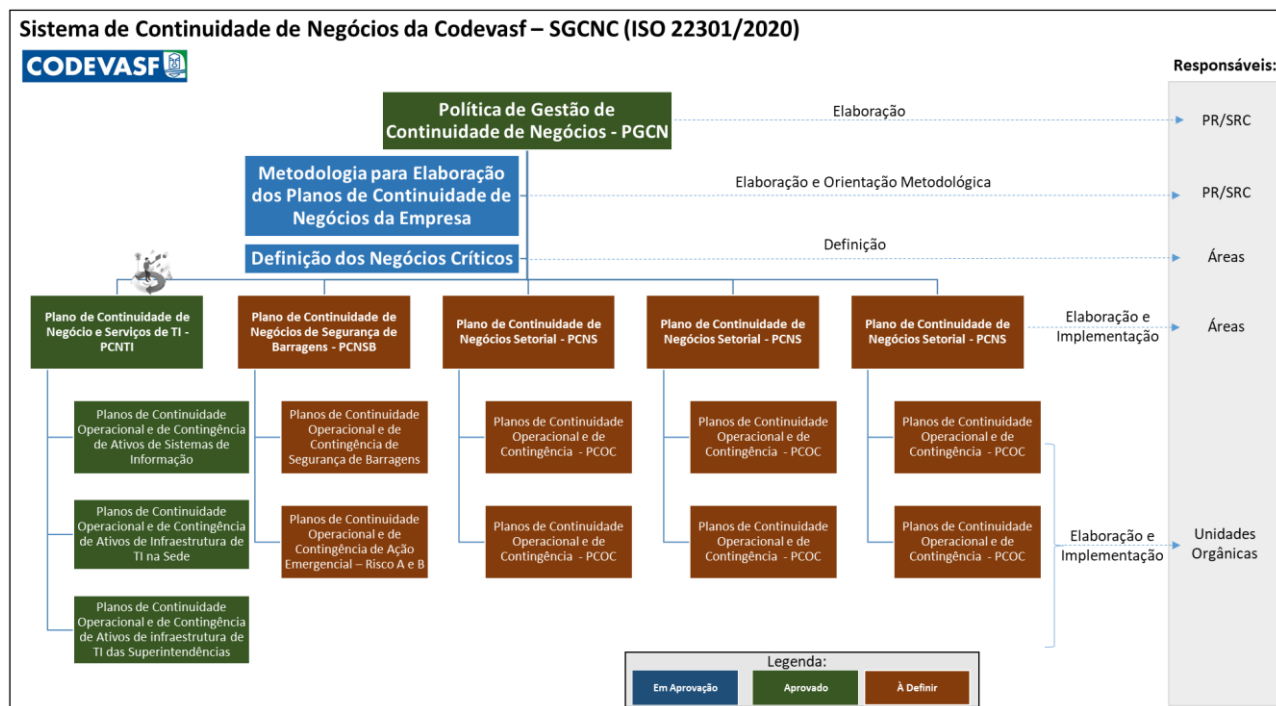 Sistema de Continuidade de Negócios da Codevasf – SGCNC (ISO 22301/2020)
CODEVASF
Responsáveis:
Política de Gestão de
Continuidade de Negócios - PGCN
Elaboração
PR/SRC
Metodologia para Elaboração
dos Planos de Continuidade de
Negócios da Empresa
Elaboração e Orientação Metodológica
PR/SRC
Definição dos Negócios Críticos
Definição
Áreas
Plano de Continuidade de
Negócio e Serviços de TI -
PCNTI
Plano de Continuidade de
Negócios de Segurança de
Barragens - PCNSB
Plano de Continuidade de
Negócios Setorial - PCNS
Plano de Continuidade de
Negócios Setorial - PCNS
Plano de Continuidade de
Negócios Setorial - PCNS
Elaboração e
Implementação
Áreas
Planos de Continuidade
Operacional e de Contingência
de Ativos de Sistemas de
Informação
Planos de Continuidade
Operacional e de
Contingência de
Segurança de Barragens
Planos de Continuidade
Operacional e de
Contingência - PCOC
Planos de Continuidade
Operacional e de
Contingência - PCOC
Planos de Continuidade
Operacional e de
Contingência - PCOC
Planos de Continuidade
Operacional e de Contingência
de Ativos de Infraestrutura de
TI na Sede
Planos de Continuidade
Operacional e de
Contingência de Ação
Emergencial – Risco A e B
Planos de Continuidade
Operacional e de
Contingência - PCOC
Planos de Continuidade
Operacional e de
Contingência - PCOC
Planos de Continuidade
Operacional e de
Contingência - PCOC
Elaboração e
Implementação
Unidades
Orgânicas
Planos de Continuidade
Operacional e de Contingência
de Ativos de infraestrutura de
TI das Superintendências
Legenda:
Em Aprovação
Aprovado
À Definir